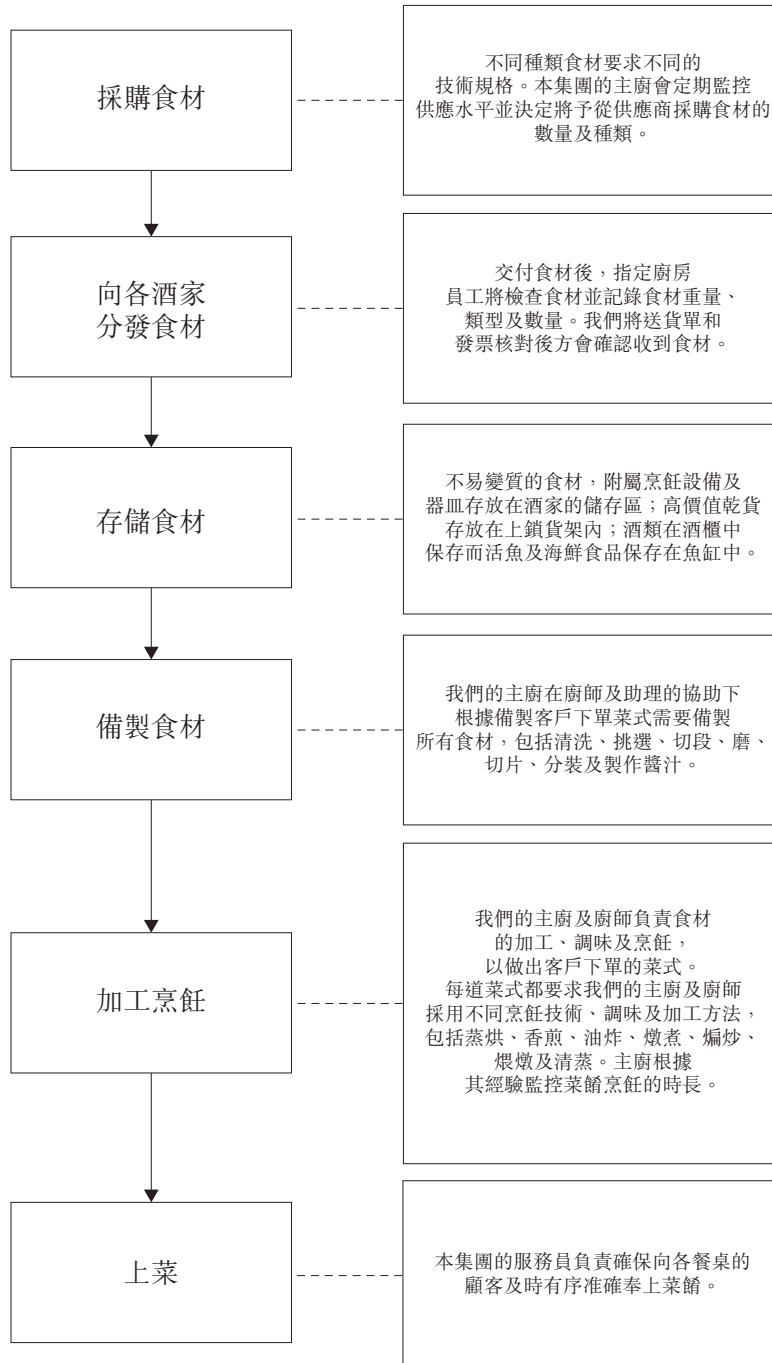 採購食材
不同種類食材要求不同的
技術規格。本集團的主廚會定期監控
供應水平並決定將予從供應商採購食材的
數量及種類。
向各酒家
分發食材
交付食材後，指定廚房
員工將檢查食材並記錄食材重量、
類型及數量。我們將送貨單和
發票核對後方會確認收到食材。
存儲食材
不易變質的食材，附屬烹飪設備及
器皿存放在酒家的儲存區；高價值乾貨
存放在上鎖貨架內；酒類在酒櫃中
保存而活魚及海鮮食品保存在魚缸中。
備製食材
我們的主廚在廚師及助理的協助下
根據備製客戶下單菜式需要備製
所有食材，包括清洗、挑選、切段、磨、
切片、分裝及製作醬汁。
加工烹飪
我們的主廚及廚師負責食材
的加工、調味及烹飪，
以做出客戶下單的菜式。
每道菜式都要求我們的主廚及廚師
採用不同烹飪技術、調味及加工方法，
包括蒸烘、香煎、油炸、燉煮、煸炒、
煨燉及清蒸。主廚根據
其經驗監控菜餚烹飪的時長。
上菜
本集團的服務員負責確保向各餐桌的
顧客及時有序准確奉上菜餚。